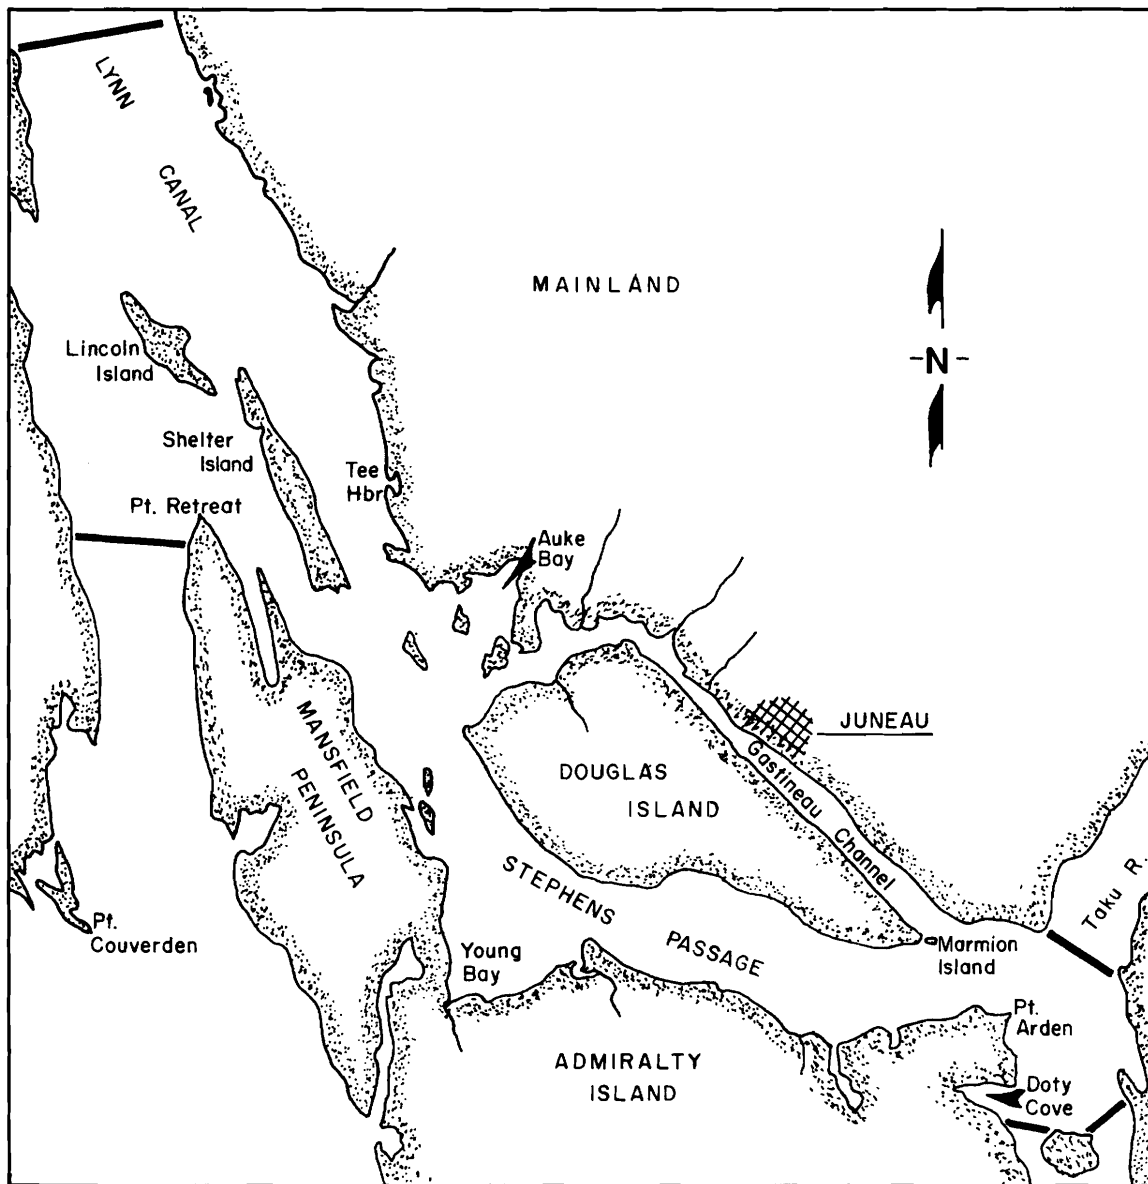 LYNN
CANAL
MAINLAND
-N-
Lincoln
Island
Shelter
Island
Tee
Hbr
Pt. Retreat
Auke
Bay
JUNEAU
MANSFIELD
PENINSULA
DOUGLAS
ISLAND
Gastineau Channel
STEPHENS
PASSAGE
Taku R.
Pt.
Couverden
Young
Bay
Marmion
Island
Pt.
Arden
ADMIRALTY
ISLAND
Doty
Cove